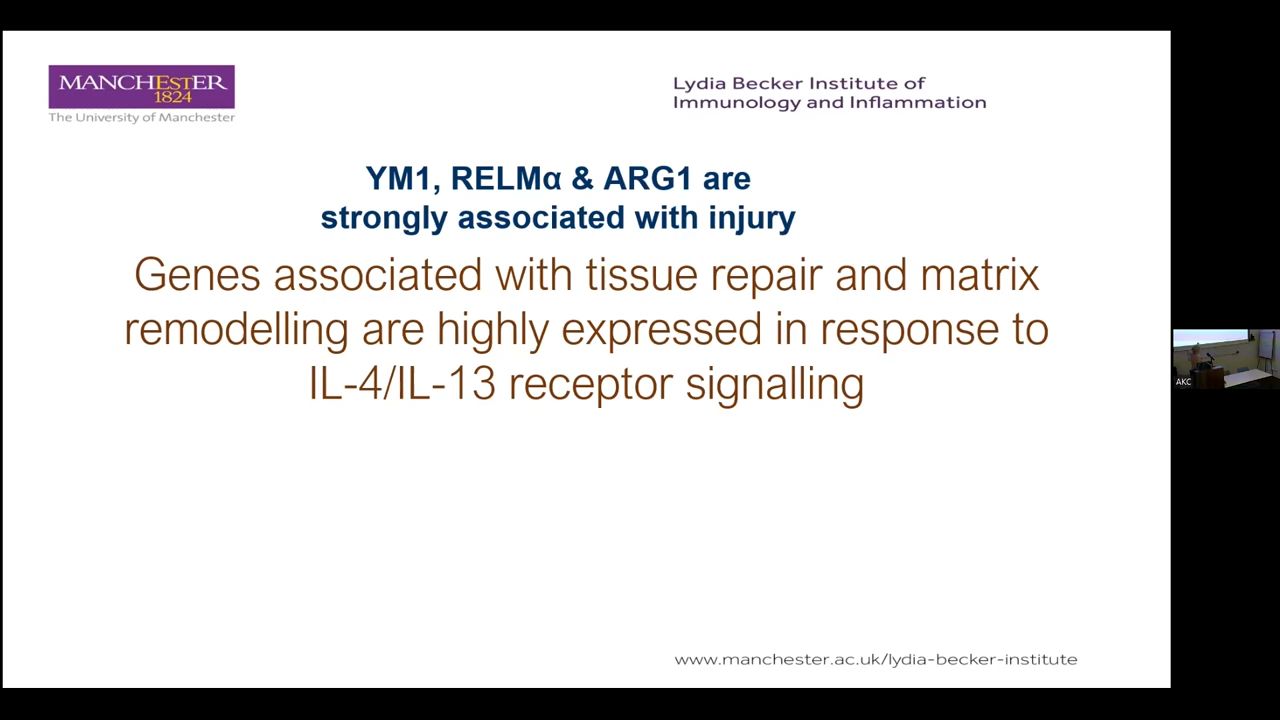 MANCHESTER
1824
The University of Manchester
Lydia Becker Institute of
Immunology and Inflammation
YM1, RELMα & ARG1 are
strongly associated with injury
Genes associated with tissue repair and matrix
remodelling are highly expressed in response to
IL-4/IL-13 receptor signalling
AKC
www.manchester.ac.uk/lydia-becker-institute